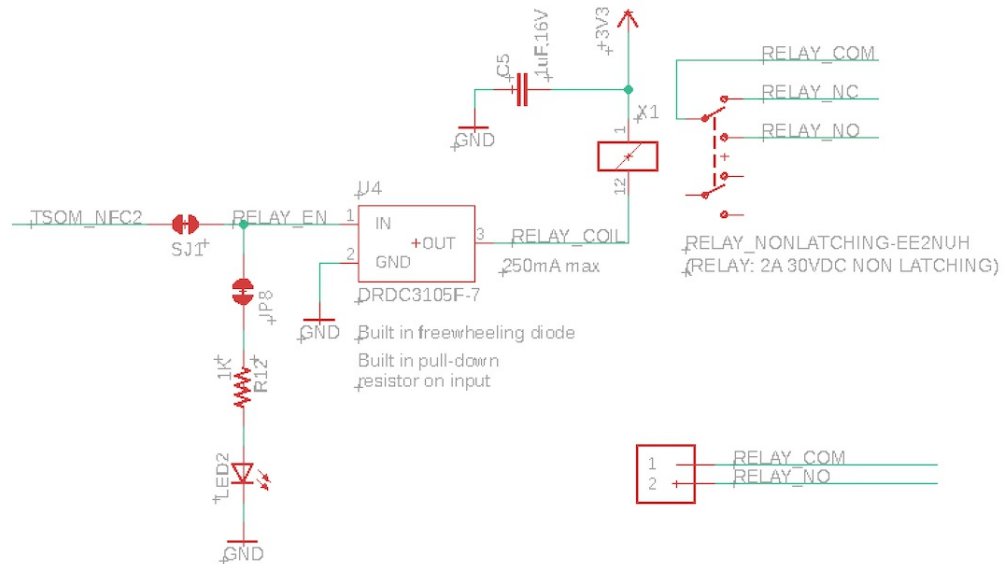 +3V3
C5
1uF,16V
GND
X1
1
12
RELAY_COM
RELAY_NC
RELAY_NO
TSOM_NFC2
SJ1
RELAY_EN
U4
1
IN
2
GND
OUT
3
RELAY_COIL
250mA max
DRDC3105F-7
RELAY_NONLATCHING-EE2NUH
(RELAY: 2A 30VDC NON LATCHING)
JP8
GND
Built in freewheeling diode
Built in pull-down
resistor on input
1K
R12
LED2
GND
1
RELAY_COM
2
RELAY_NO